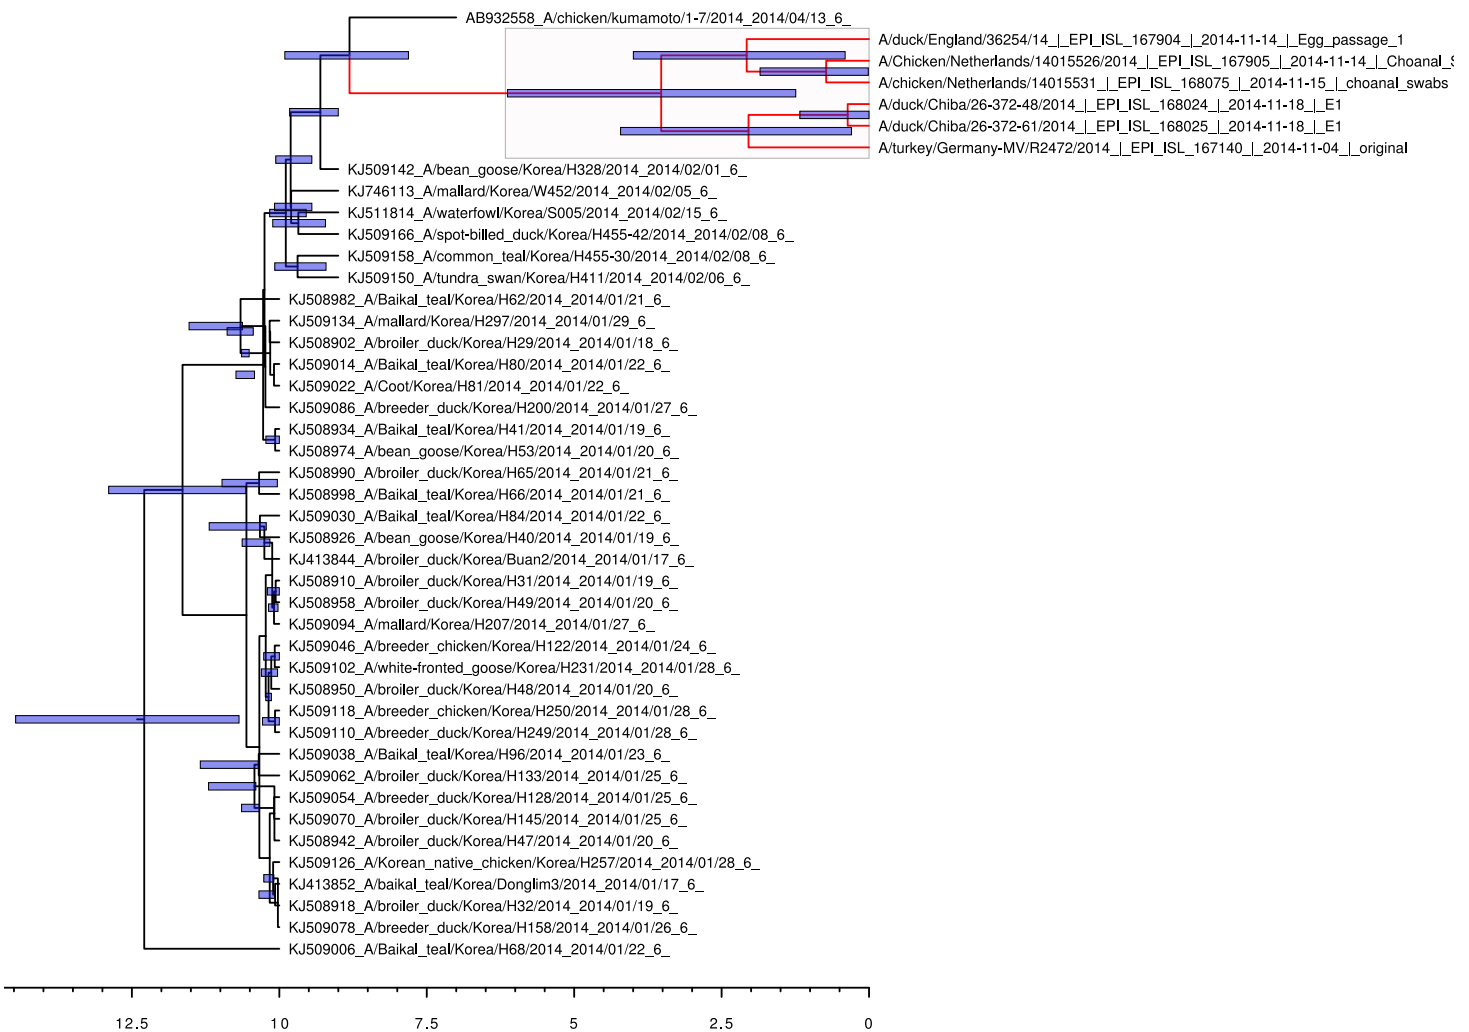 AB932558_A/chicken/kumamoto/1-7/2014_2014/04/13_6_
A/duck/England/36254/14_|_EPI_ISL_167904_|_2014-11-14_|_Egg_passage_1
A/Chicken/Netherlands/14015526/2014_|_EPI_ISL_167905_|_2014-11-14_|_Choanal_S
A/chicken/Netherlands/14015531_|_EPI_ISL_168075_|_2014-11-15_|_choanal_swabs
A/duck/Chiba/26-372-48/2014_|_EPI_ISL_168024_|_2014-11-18_|_E1
A/duck/Chiba/26-372-61/2014_|_EPI_ISL_168025_|_2014-11-18_|_E1
A/turkey/Germany-MV/R2472/2014_|_EPI_ISL_167140_|_2014-11-04_|_original
KJ509142_A/bean_goose/Korea/H328/2014_2014/02/01_6_
KJ746113_A/mallard/Korea/W452/2014_2014/02/05_6_
KJ511814_A/waterfowl/Korea/S005/2014_2014/02/15_6_
KJ509166_A/spot-billed_duck/Korea/H455-42/2014_2014/02/08_6_
KJ509158_A/common_teal/Korea/H455-30/2014_2014/02/08_6_
KJ509150_A/tundra_swan/Korea/H411/2014_2014/02/06_6_
KJ508982_A/Baikal_teal/Korea/H62/2014_2014/01/21_6_
KJ509134_A/mallard/Korea/H297/2014_2014/01/29_6_
KJ508902_A/broiler_duck/Korea/H29/2014_2014/01/18_6_
KJ509014_A/Baikal_teal/Korea/H80/2014_2014/01/22_6_
KJ509022_A/Coot/Korea/H81/2014_2014/01/22_6_
KJ509086_A/breeder_duck/Korea/H200/2014_2014/01/27_6_
KJ508934_A/Baikal_teal/Korea/H41/2014_2014/01/19_6_
KJ508974_A/bean_goose/Korea/H53/2014_2014/01/20_6_
KJ508990_A/broiler_duck/Korea/H65/2014_2014/01/21_6_
KJ508998_A/Baikal_teal/Korea/H66/2014_2014/01/21_6_
KJ509030_A/Baikal_teal/Korea/H84/2014_2014/01/22_6_
KJ508926_A/bean_goose/Korea/H40/2014_2014/01/19_6_
KJ413844_A/broiler_duck/Korea/Buan2/2014_2014/01/17_6_
KJ508910_A/broiler_duck/Korea/H31/2014_2014/01/19_6_
KJ508958_A/broiler_duck/Korea/H49/2014_2014/01/20_6_
KJ509094_A/mallard/Korea/H207/2014_2014/01/27_6_
KJ509046_A/breeder_chicken/Korea/H122/2014_2014/01/24_6_
KJ509102_A/white-fronted_goose/Korea/H231/2014_2014/01/28_6_
KJ508950_A/broiler_duck/Korea/H48/2014_2014/01/20_6_
KJ509118_A/breeder_chicken/Korea/H250/2014_2014/01/28_6_
KJ509110_A/breeder_duck/Korea/H249/2014_2014/01/28_6_
KJ509038_A/Baikal_teal/Korea/H96/2014_2014/01/23_6_
KJ509062_A/broiler_duck/Korea/H133/2014_2014/01/25_6_
KJ509054_A/breeder_duck/Korea/H128/2014_2014/01/25_6_
KJ509070_A/broiler_duck/Korea/H145/2014_2014/01/25_6_
KJ508942_A/broiler_duck/Korea/H47/2014_2014/01/20_6_
KJ509126_A/Korean_native_chicken/Korea/H257/2014_2014/01/28_6_
KJ413852_A/baikal_teal/Korea/Donglim3/2014_2014/01/17_6_
KJ508918_A/broiler_duck/Korea/H32/2014_2014/01/19_6_
KJ509078_A/breeder_duck/Korea/H158/2014_2014/01/26_6_
KJ509006_A/Baikal_teal/Korea/H68/2014_2014/01/22_6_
12.5 10 7.5 5 2.5 0